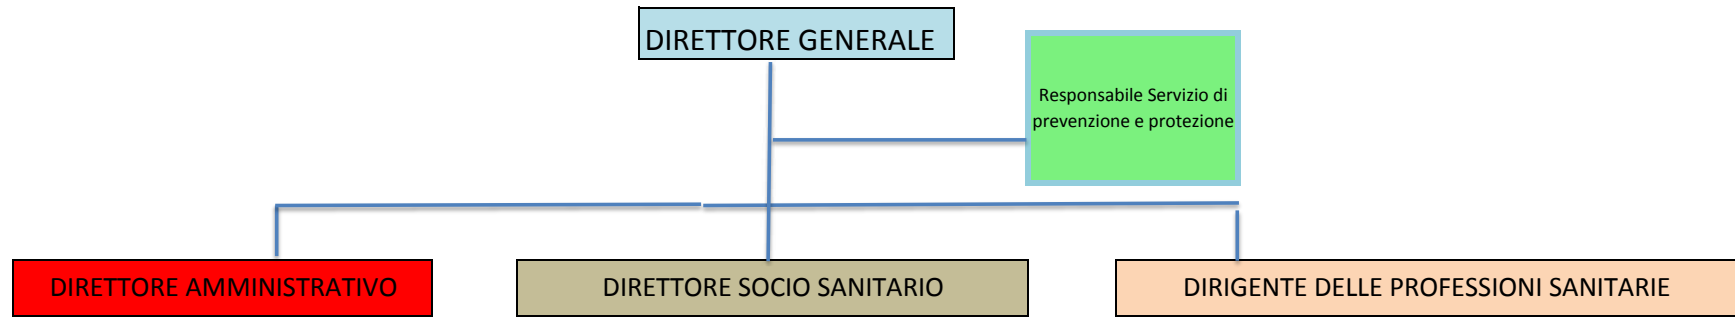 DIRETTORE GENERALE
Responsabile Servizio di
prevenzione e protezione
DIRETTORE AMMINISTRATIVO
DIRETTORE SOCIO SANITARIO
DIRIGENTE DELLE PROFESSIONI SANITARIE